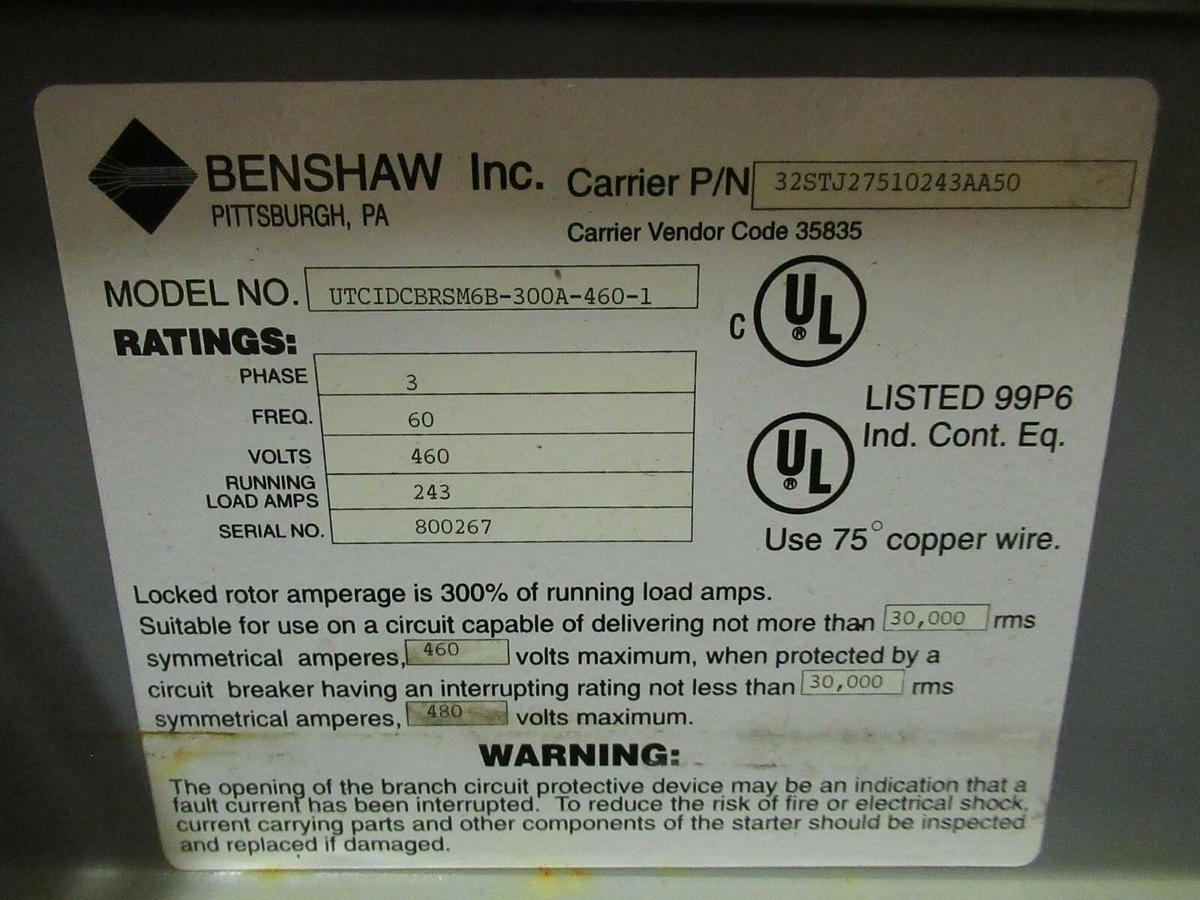 BENSHAW Inc. Carrier P/N 32STJ27510243AA50
PITTSBURGH, PA
Carrier Vendor Code 35835
MODEL NO. UTCIDCBRSM6B-300A-460-1
C UL ®
RATINGS:
PHASE 3
FREQ. 60
VOLTS 460
RUNNING
LOAD AMPS 243
SERIAL NO. 800267
UL ®
LISTED 99P6
Ind. Cont. Eq.
Use 75° copper wire.
Locked rotor amperage is 300% of running load amps.
Suitable for use on a circuit capable of delivering not more than 30,000 rms
symmetrical amperes, 460 volts maximum, when protected by a
circuit breaker having an interrupting rating not less than 30,000 rms
symmetrical amperes, 480 volts maximum.
WARNING:
The opening of the branch circuit protective device may be an indication that a
fault current has been interrupted. To reduce the risk of fire or electrical shock,
current carrying parts and other components of the starter should be inspected
and replaced if damaged.